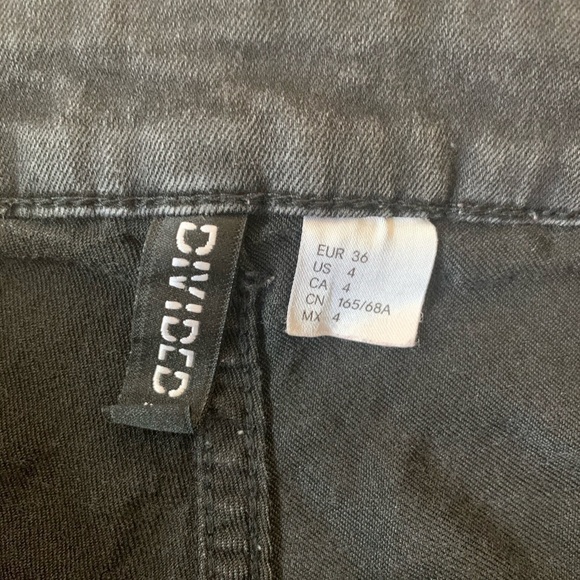 DIVIDED
EUR 36
US 4
CA 4
CN 165/68A
MX 4